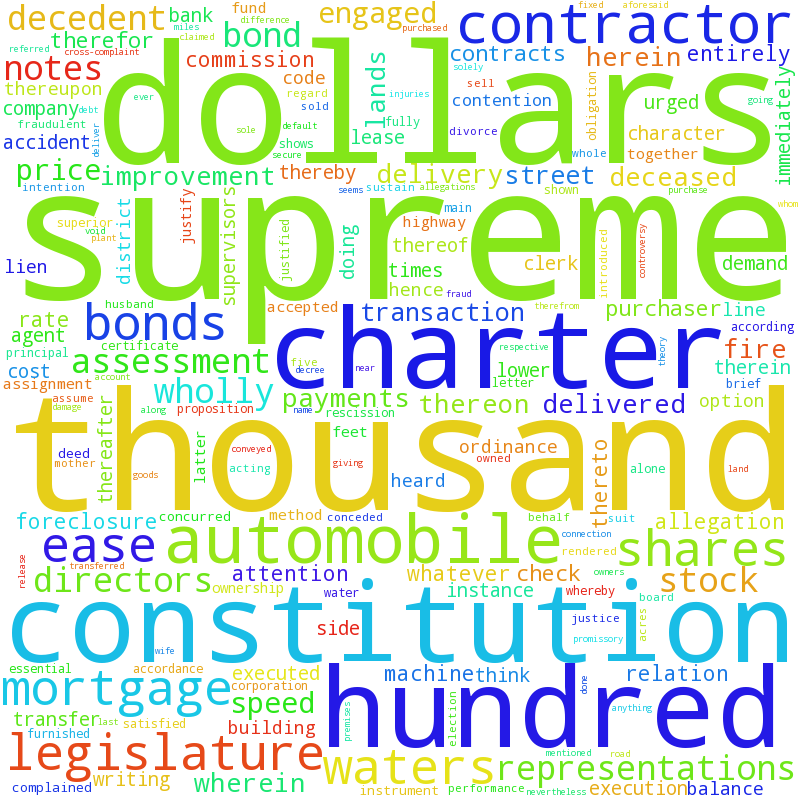 difference
fixed
aforesaid
decedent
bank
fund
engaged
contractor
purchased
miles
claimed
referred
therefor
cross-complaint
bond
contracts
herein
entirely
notes
commission
dollars
solely
lands
thereupon
code
sell
regard
injuries
contention
obligation
urged
going
immediately
company
debt
ever
sold
fraudulent
sole
default
fully
divorce
character
deliver
accident
shows
lease
whole
together
secure
price
improvement
thereby
delivery
street
deceased
intention
seems
sustain
allegations
shown
purchase
whom
supreme
justify
supervisors
main
superior
highway
void
plant
district
justified
doing
thereof
introduced
controversy
lien
times
clerk
demand
hence
fraud
husband
accepted
therefrom
purchaser
line
rate
bonds
transaction
according
agent
certificate
charter
fire
principal
respective
theory
five
decree
near
assessment
lower
therein
cost
account
letter
brief
assignment
assume
wholly
payments
thereon
delivered
option
damage
name
along
proposition
rescission
thousand
thereafter
feet
deed
latter
conveyed
ordinance
mother
giving
owned
land
goods
acting
heard
alone
thereto
foreclosure
concurred
method
conceded
behalf
suit
allegation
ease
automobile
connection
shares
release
rendered
transferred
owners
directors
attention
whatever
check
stock
ownership
instance
whereby
water
board
constitution
side
justice
acres
promissory
wife
essential
accordance
executed
machine
think
relation
mortgage
corporation
done
hundred
anything
transfer
last
satisfied
speed
building
premises
election
furnished
legislature
mentioned
road
waters
representations
complained
writing
wherein
instrument
performance
nevertheless
execution
balance